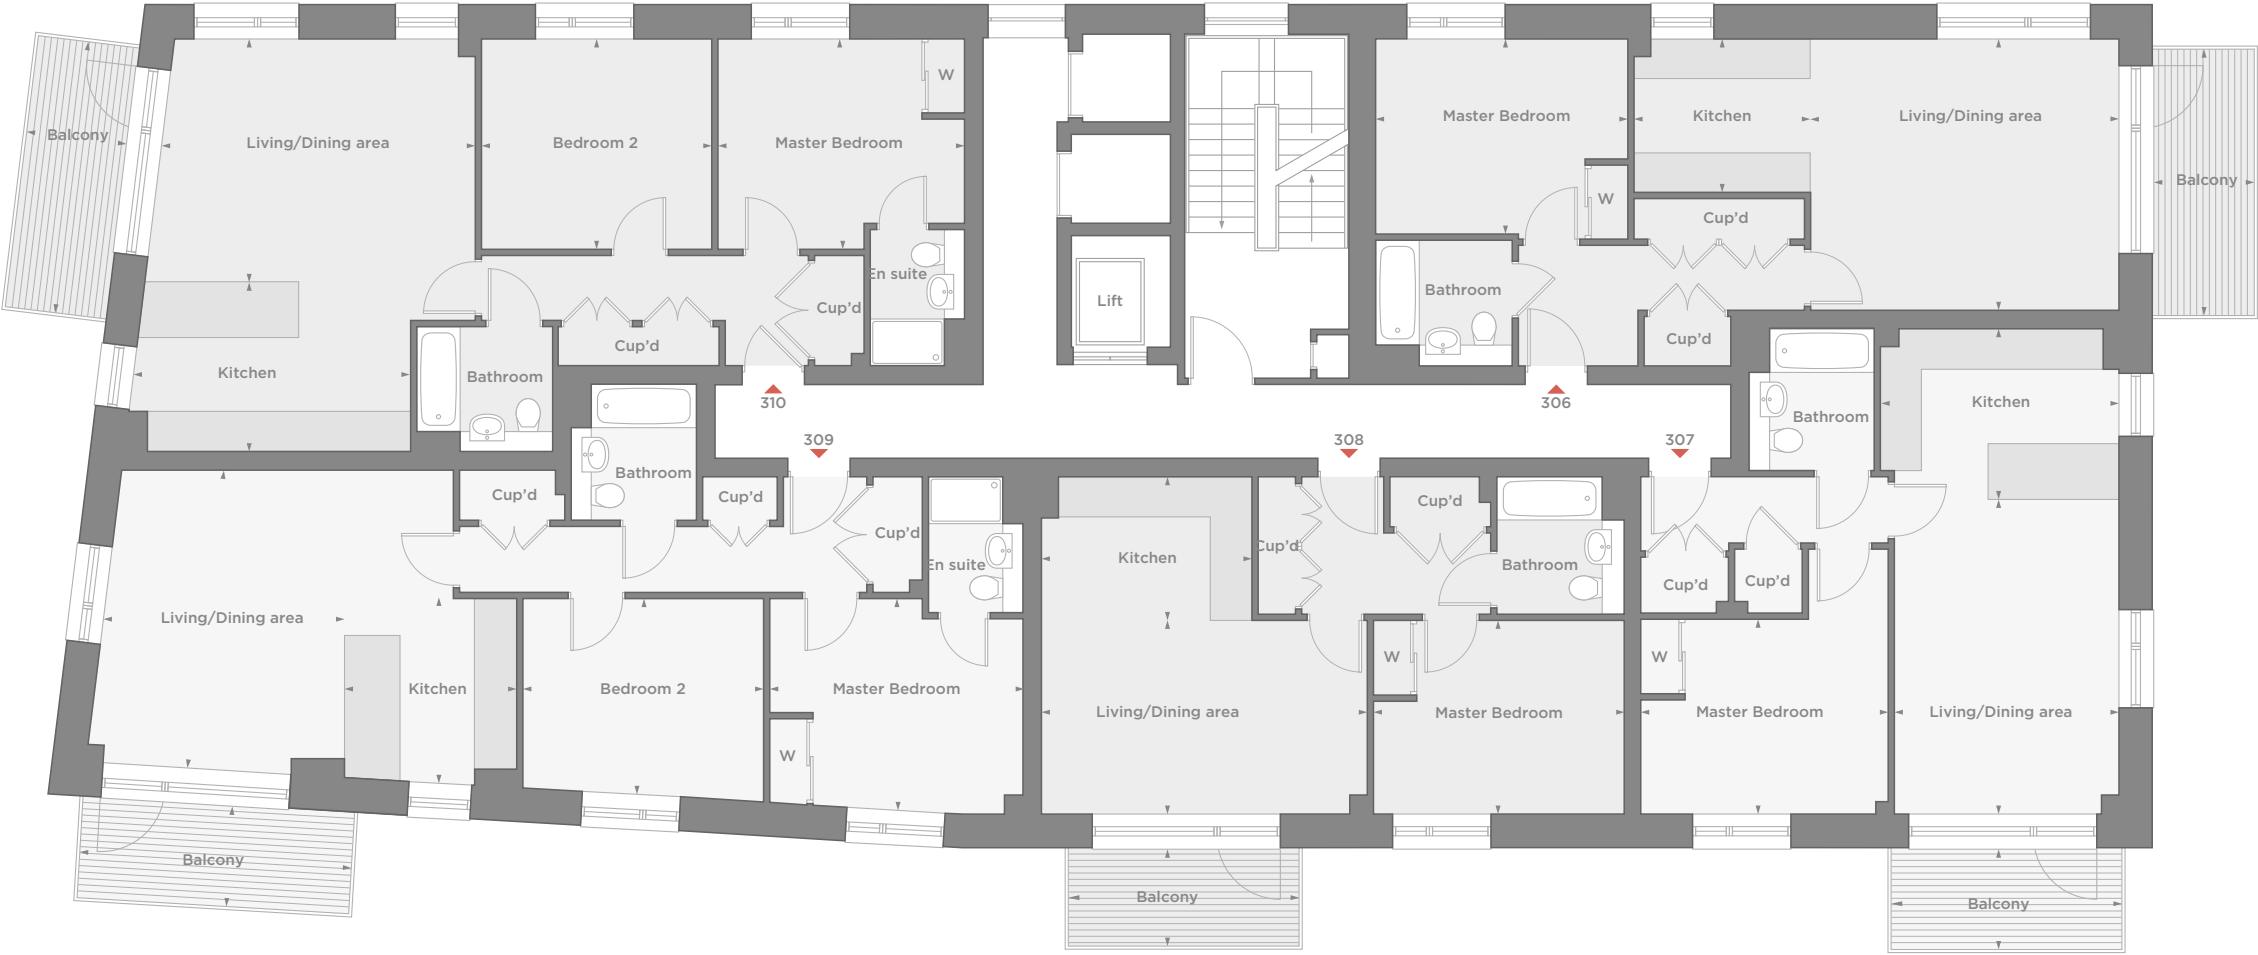 Balcony
Living/Dining area
Kitchen
Bedroom 2
Master Bedroom
W
En suite
Cup'd
Cup'd
Bathroom
310
Lift
Master Bedroom
W
Kitchen
Living/Dining area
Balcony
Cup'd
Bathroom
Cup'd
306
309
308
307
Living/Dining area
Kitchen
Cup'd
Bathroom
Cup'd
Cup'd
En suite
Bedroom 2
Master Bedroom
W
Balcony
Kitchen
Cup'd
Cup'd
Bathroom
Living/Dining area
W
Master Bedroom
Balcony
Bathroom
Kitchen
Cup'd
Cup'd
W
Master Bedroom
Living/Dining area
Balcony